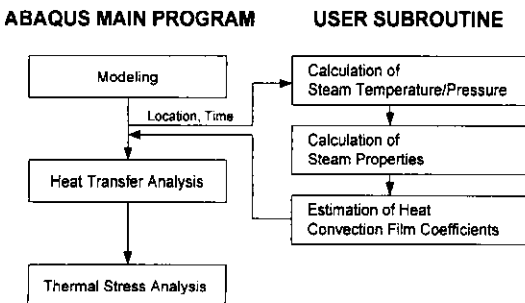 ABAQUS MAIN PROGRAM
USER SUBROUTINE
Modeling
Location, Time
Heat Transfer Analysis
Thermal Stress Analysis
Calculation of
Steam Temperature/Pressure
Calculation of
Steam Properties
Estimation of Heat
Convection Film Coefficients